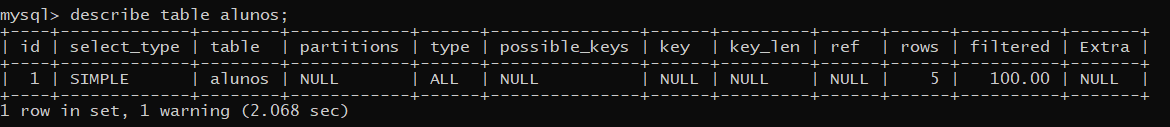 mysql> describe table alunos;
+----+-------------+--------+------------+------+---------------+------+---------+------+------+----------+-------+
| id | select_type | table  | partitions | type | possible_keys | key  | key_len | ref  | rows | filtered | Extra |
+----+-------------+--------+------------+------+---------------+------+---------+------+------+----------+-------+
|  1 | SIMPLE      | alunos | NULL       | ALL  | NULL          | NULL | NULL    | NULL |    5 |   100.00 | NULL  |
+----+-------------+--------+------------+------+---------------+------+---------+------+------+----------+-------+
1 row in set, 1 warning (2.068 sec)